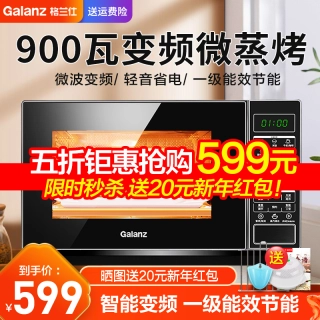 Galanz 格兰仕 送运费险
900瓦变频微蒸烤
微波变频/ 轻音省电/ 一级能效节能
01:00
五折钜惠抢购599元
限时秒杀 送20元新年红包!
Galanz
送
到手价:
¥599
晒图送20元新年红包
智能变频 一级能效节能